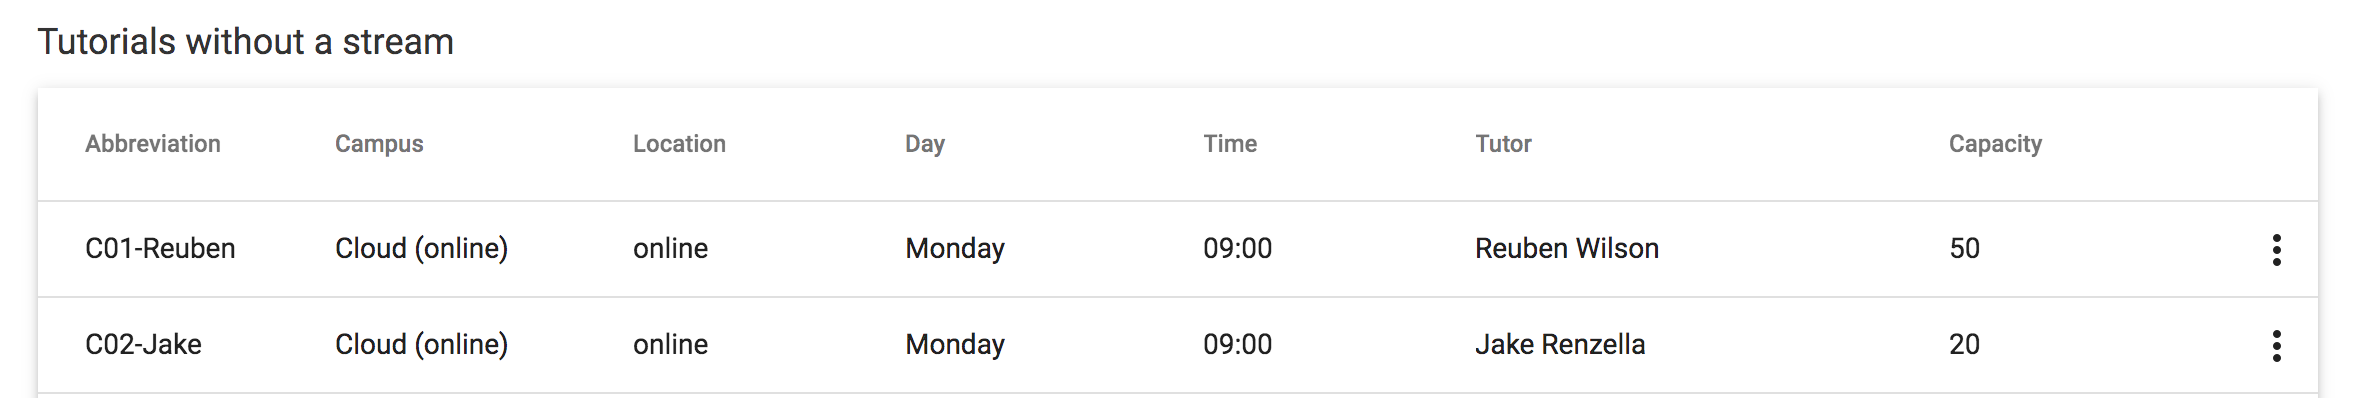 Tutorials without a stream
Abbreviation Campus Location Day Time Tutor Capacity
C01-Reuben Cloud (online) online Monday 09:00 Reuben Wilson 50
C02-Jake Cloud (online) online Monday 09:00 Jake Renzella 20